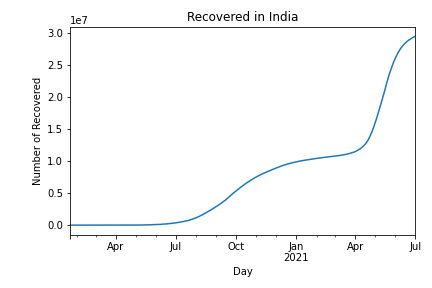 Recovered in India
1e7
3.0
2.5
2.0
1.5
1.0
0.5
0.0
Number of Recovered
Apr Jul Oct Jan Apr Jul
2021
Day